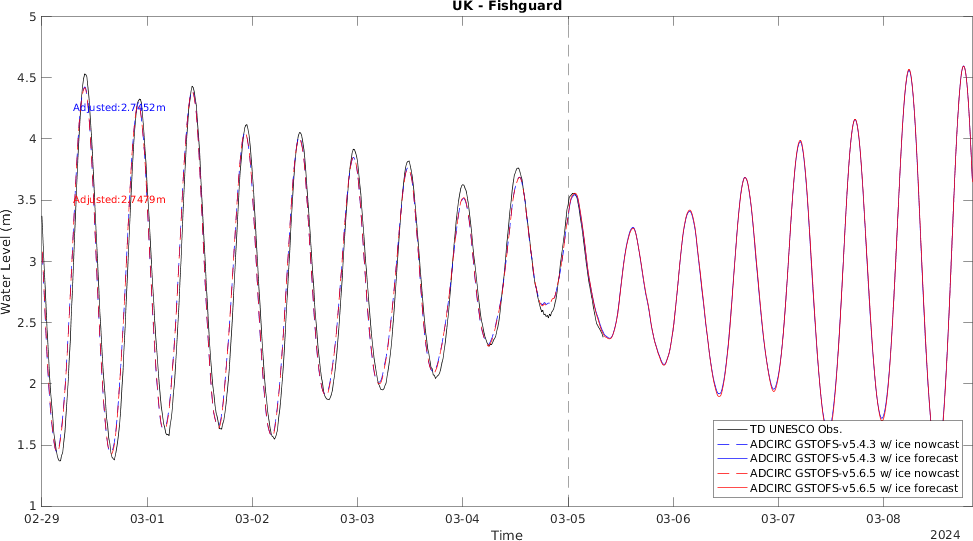 UK - Fishguard
5
4.5
4
3.5
3
2.5
2
1.5
1
Water Level (m)
Adjusted:2.7452m
Adjusted:2.7479m
TD UNESCO Obs.
ADCIRC GSTOFS-v5.4.3 w/ ice nowcast
ADCIRC GSTOFS-v5.4.3 w/ ice forecast
ADCIRC GSTOFS-v5.6.5 w/ ice nowcast
ADCIRC GSTOFS-v5.6.5 w/ ice forecast
02-29 03-01 03-02 03-03 03-04 03-05 03-06 03-07 03-08
Time
2024